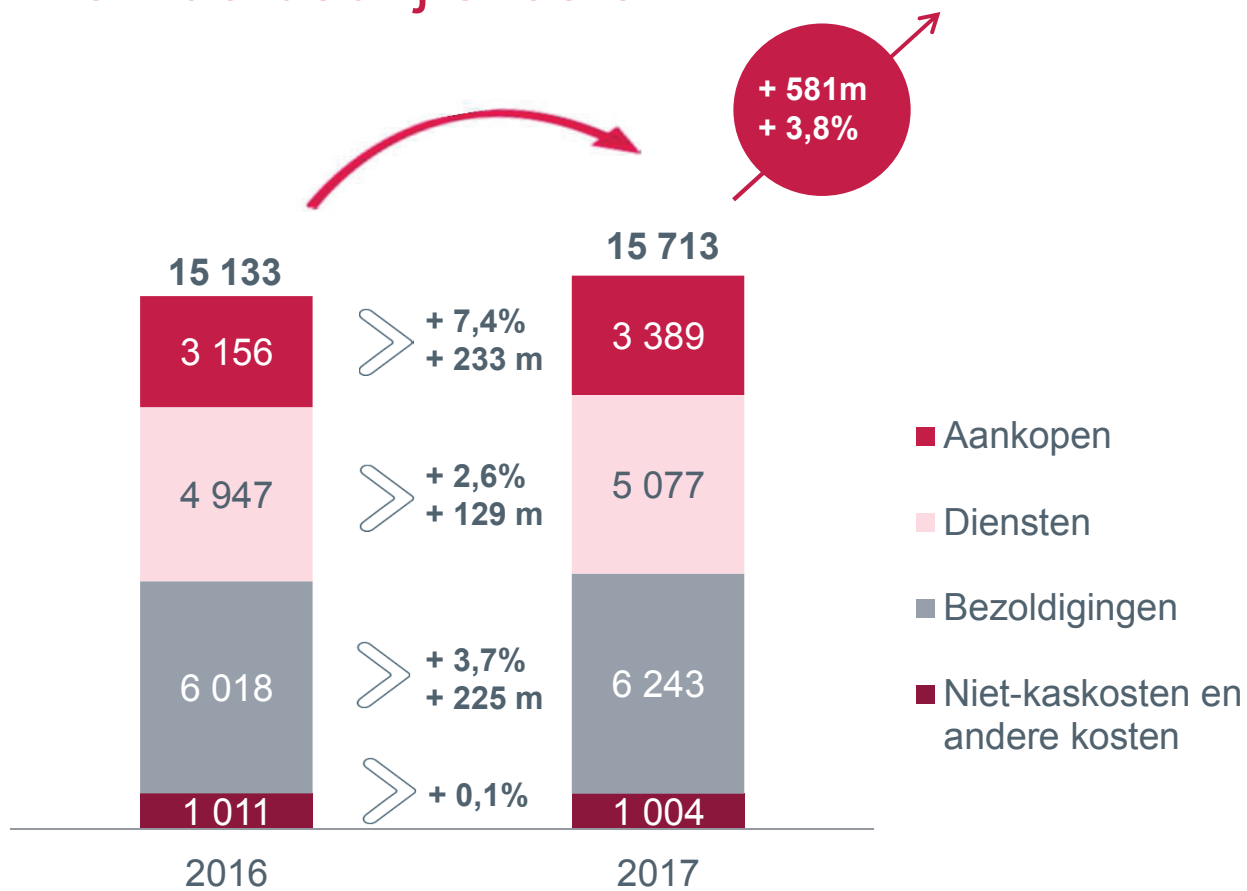 + 581m
+ 3,8%
15 133
15 713
3 156
+ 7,4%
+ 233 m
3 389
4 947
+ 2,6%
+ 129 m
5 077
6 018
+ 3,7%
+ 225 m
6 243
1 011
+ 0,1%
1 004
2016
2017
Aankopen
Diensten
Bezoldigingen
Niet-kaskosten en
andere kosten